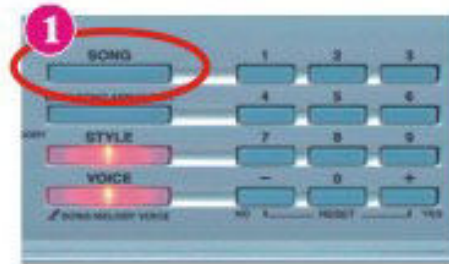 1
SONG
1 2 3
4 5 6
STYLE
7 8 9
VOICE
- 0 +
SONG MELODY VOICE
NO RESET YES